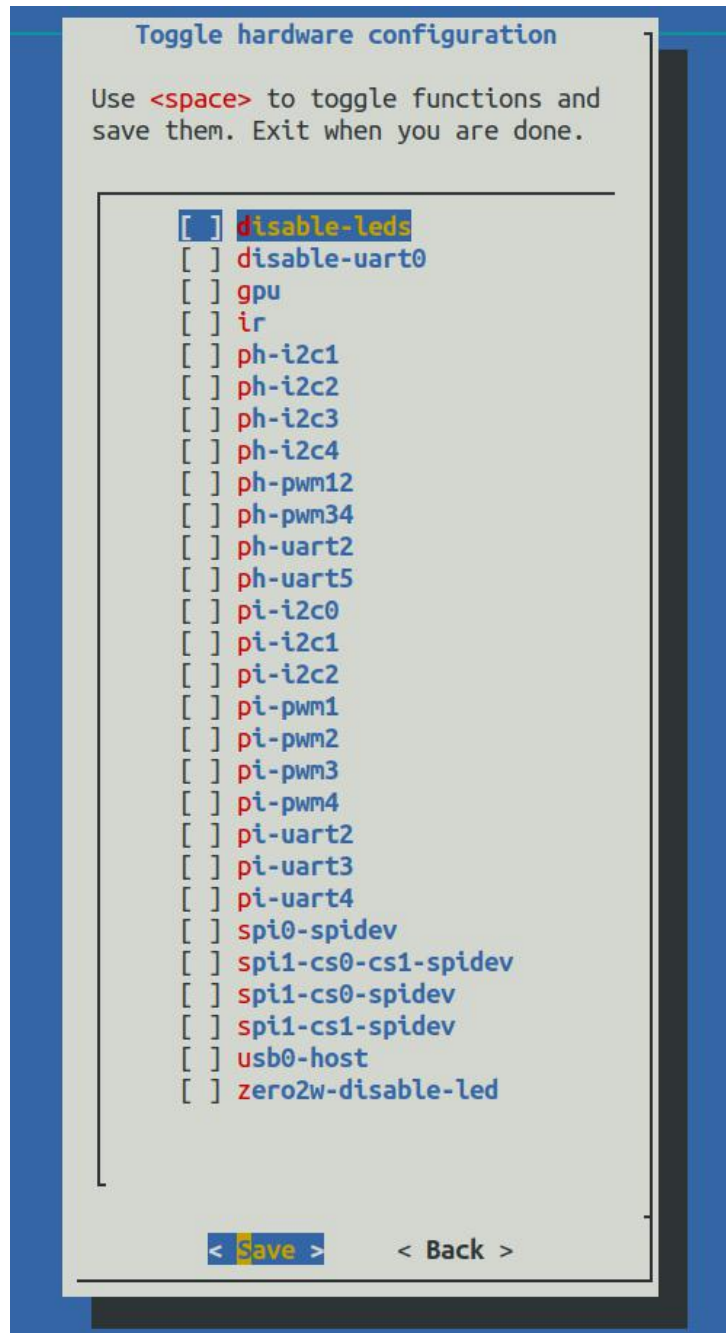 Toggle hardware configuration
Use <space> to toggle functions and
save them. Exit when you are done.
[ ] disable-leds
[ ] disable-uart0
[ ] gpu
[ ] ir
[ ] ph-i2c1
[ ] ph-i2c2
[ ] ph-i2c3
[ ] ph-i2c4
[ ] ph-pwm12
[ ] ph-pwm34
[ ] ph-uart2
[ ] ph-uart5
[ ] pi-i2c0
[ ] pi-i2c1
[ ] pi-i2c2
[ ] pi-pwm1
[ ] pi-pwm2
[ ] pi-pwm3
[ ] pi-pwm4
[ ] pi-uart2
[ ] pi-uart3
[ ] pi-uart4
[ ] spi0-spidev
[ ] spi1-cs0-cs1-spidev
[ ] spi1-cs0-spidev
[ ] spi1-cs1-spidev
[ ] usb0-host
[ ] zero2w-disable-led
< Save > < Back >